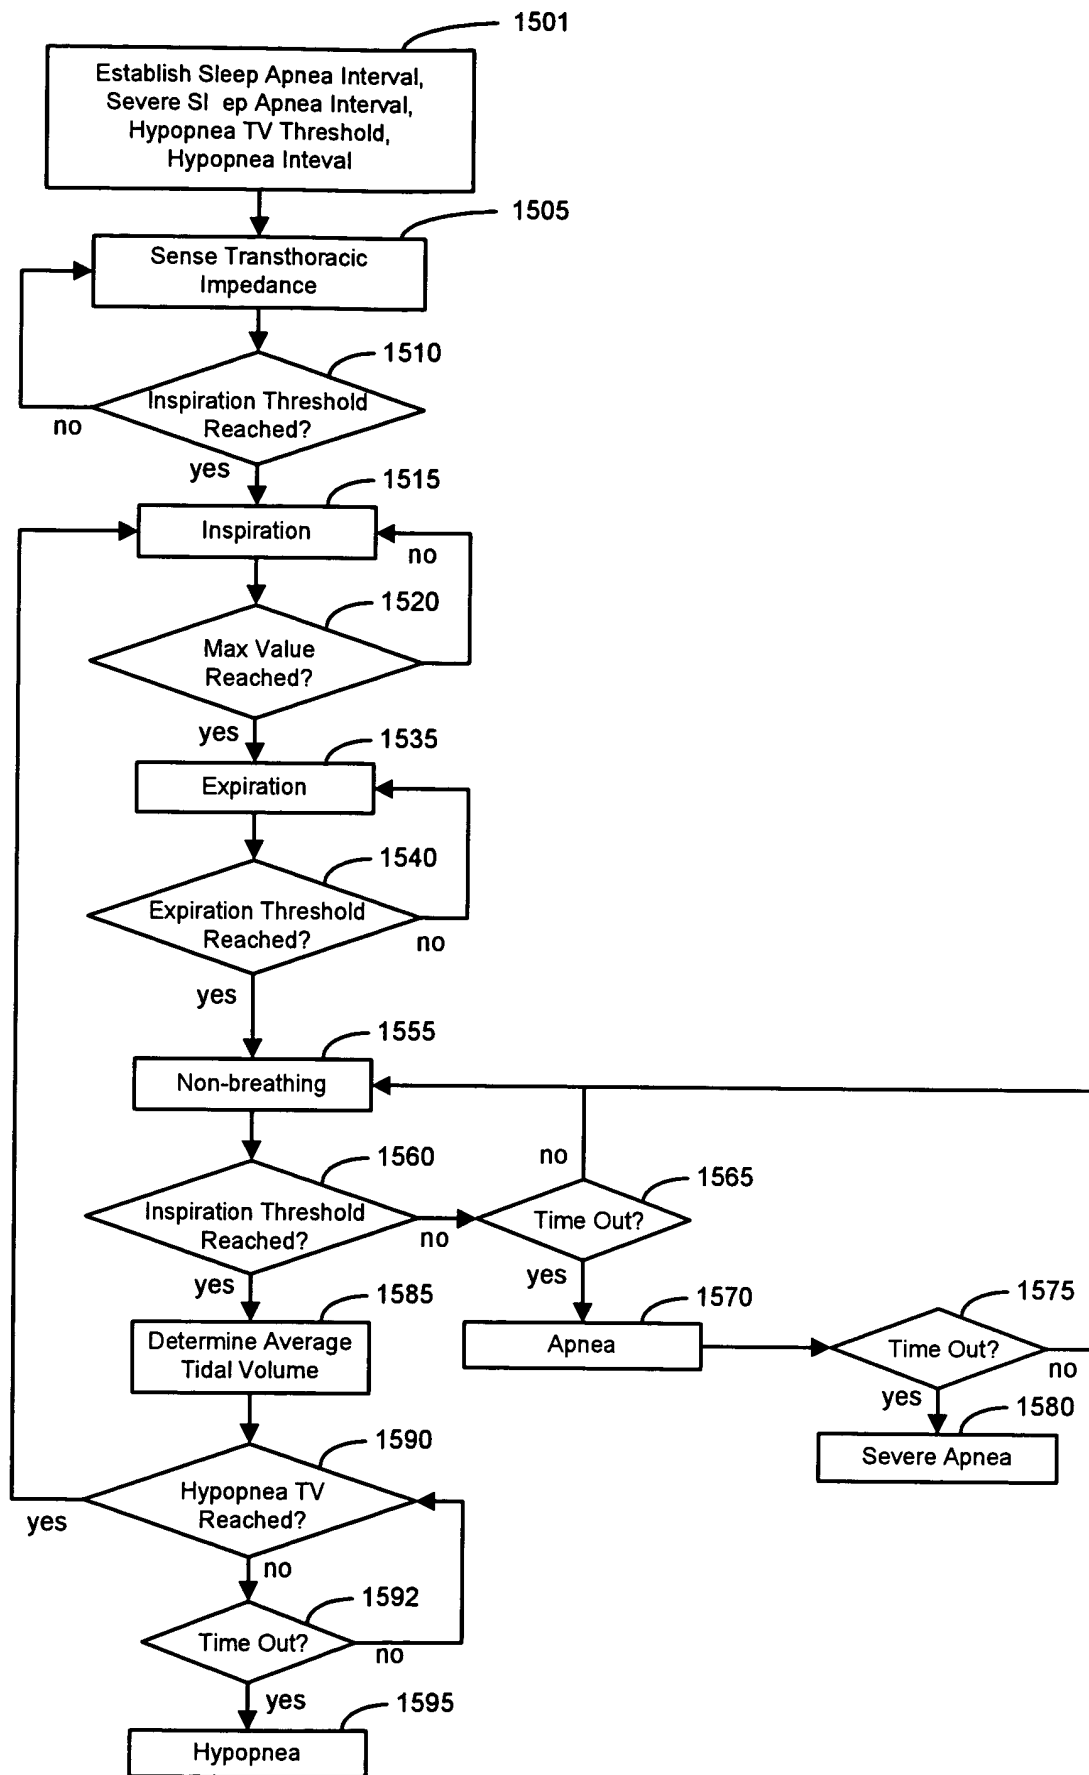 1501
Establish Sleep Apnea Interval,
Severe Sl ep Apnea Interval,
Hypopnea TV Threshold,
Hypopnea Inteval
1505
Sense Transthoracic
Impedance
1510
Inspiration Threshold
Reached?
no
yes
1515
Inspiration
no
1520
Max Value
Reached?
yes
1535
Expiration
1540
Expiration Threshold
Reached?
no
yes
1555
Non-breathing
1560
Inspiration Threshold
Reached?
no
yes
no
1565
Time Out?
yes
1570
Apnea
1575
Time Out?
no
yes
1580
Severe Apnea
1585
Determine Average
Tidal Volume
1590
Hypopnea TV
Reached?
yes
no
1592
Time Out?
no
yes
1595
Hypopnea